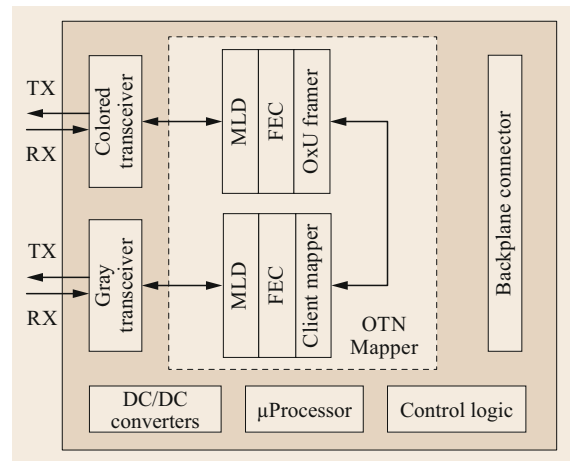 TX
RX
Colored
transceiver
MLD
FEC
OxU framer
TX
RX
Gray
transceiver
MLD
FEC
Client mapper
OTN
Mapper
Backplane connector
DC/DC
converters
µProcessor
Control logic